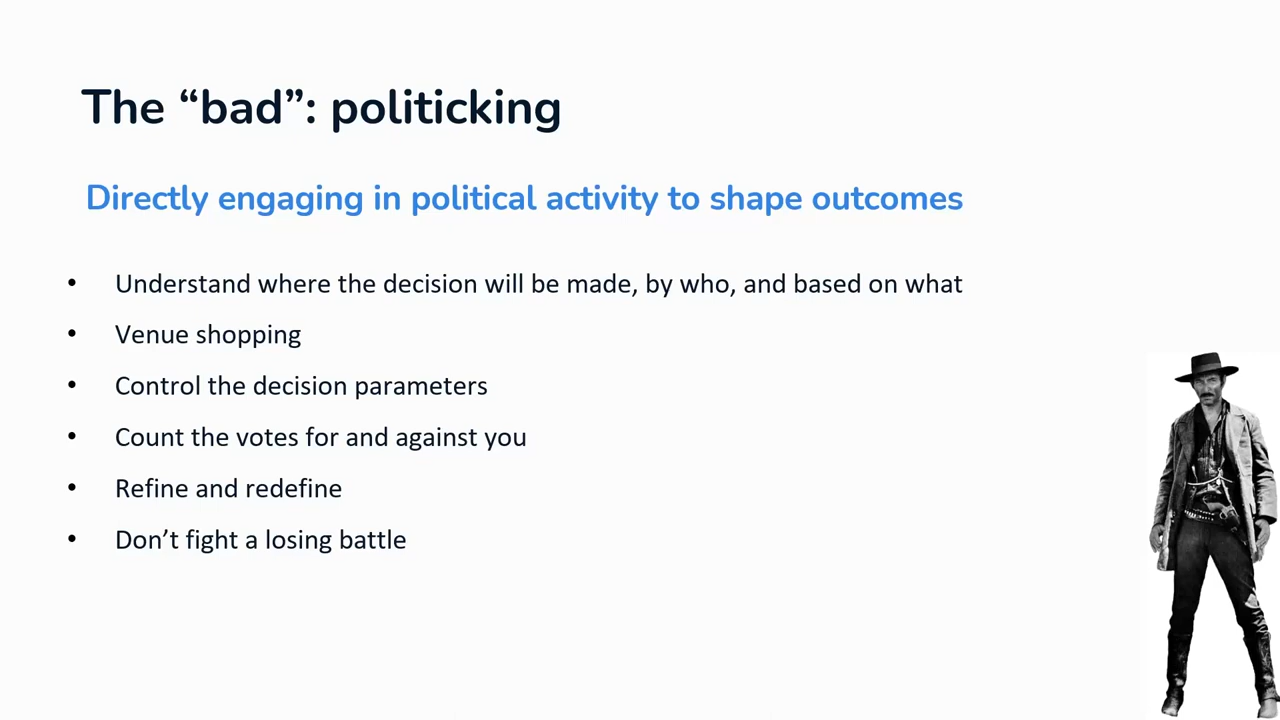 The “bad”: politicking
Directly engaging in political activity to shape outcomes
• Understand where the decision will be made, by who, and based on what
• Venue shopping
• Control the decision parameters
• Count the votes for and against you
• Refine and redefine
• Don’t fight a losing battle